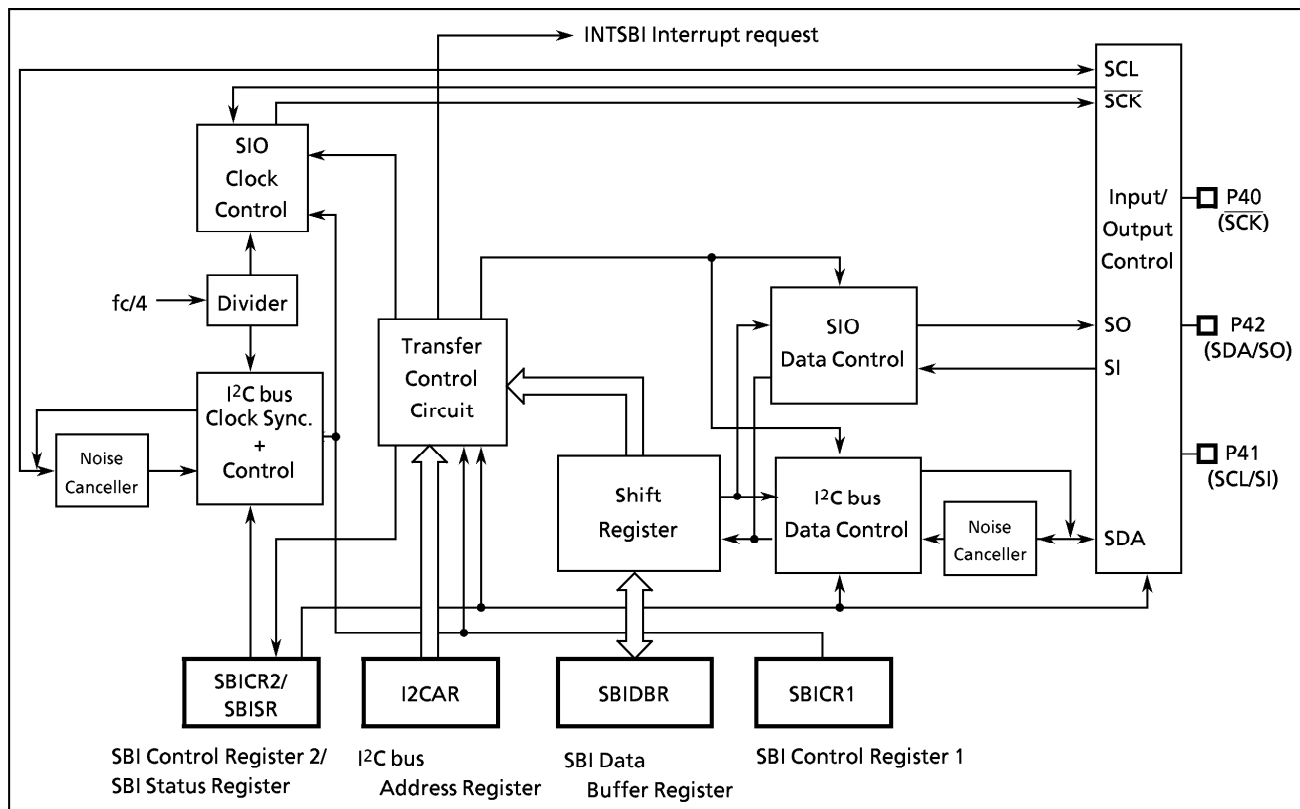 INTSBI Interrupt request
SCL
SCK
SIO
Clock
Control
Input/
Output
Control
P40
(SCK)
fc/4
Divider
Transfer
Control
Circuit
SIO
Data Control
SO
SI
P42
(SDA/SO)
I²C bus
Clock Sync.
+
Control
Noise
Canceller
Shift
Register
I²C bus
Data Control
Noise
Canceller
SDA
P41
(SCL/SI)
SBICR2/
SBISR
I2CAR
SBIDBR
SBICR1
SBI Control Register 2/
SBI Status Register
I²C bus
Address Register
SBI Data
Buffer Register
SBI Control Register 1